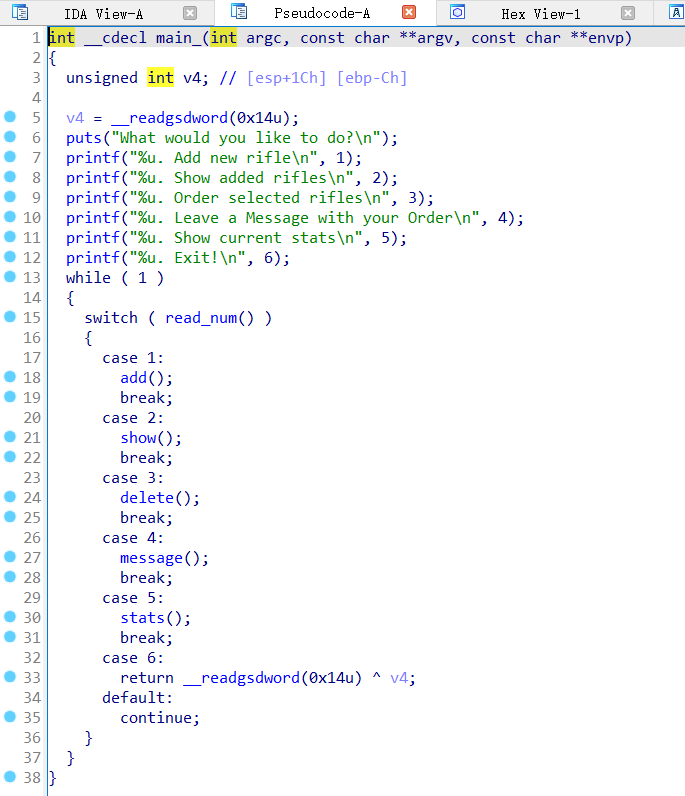 IDA View-A Pseudocode-A Hex View-1 A
1 int __cdecl main_(int argc, const char **argv, const char **envp)
2 {
3 unsigned int v4; // [esp+1Ch] [ebp-Ch]
4
5 v4 = __readgsdword(0x14u);
6 puts("What would you like to do?\n");
7 printf("%u. Add new rifle\n", 1);
8 printf("%u. Show added rifles\n", 2);
9 printf("%u. Order selected rifles\n", 3);
10 printf("%u. Leave a Message with your Order\n", 4);
11 printf("%u. Show current stats\n", 5);
12 printf("%u. Exit!\n", 6);
13 while ( 1 )
14 {
15 switch ( read_num() )
16 {
17 case 1:
18 add();
19 break;
20 case 2:
21 show();
22 break;
23 case 3:
24 delete();
25 break;
26 case 4:
27 message();
28 break;
29 case 5:
30 stats();
31 break;
32 case 6:
33 return __readgsdword(0x14u) ^ v4;
34 default:
35 continue;
36 }
37 }
38 }